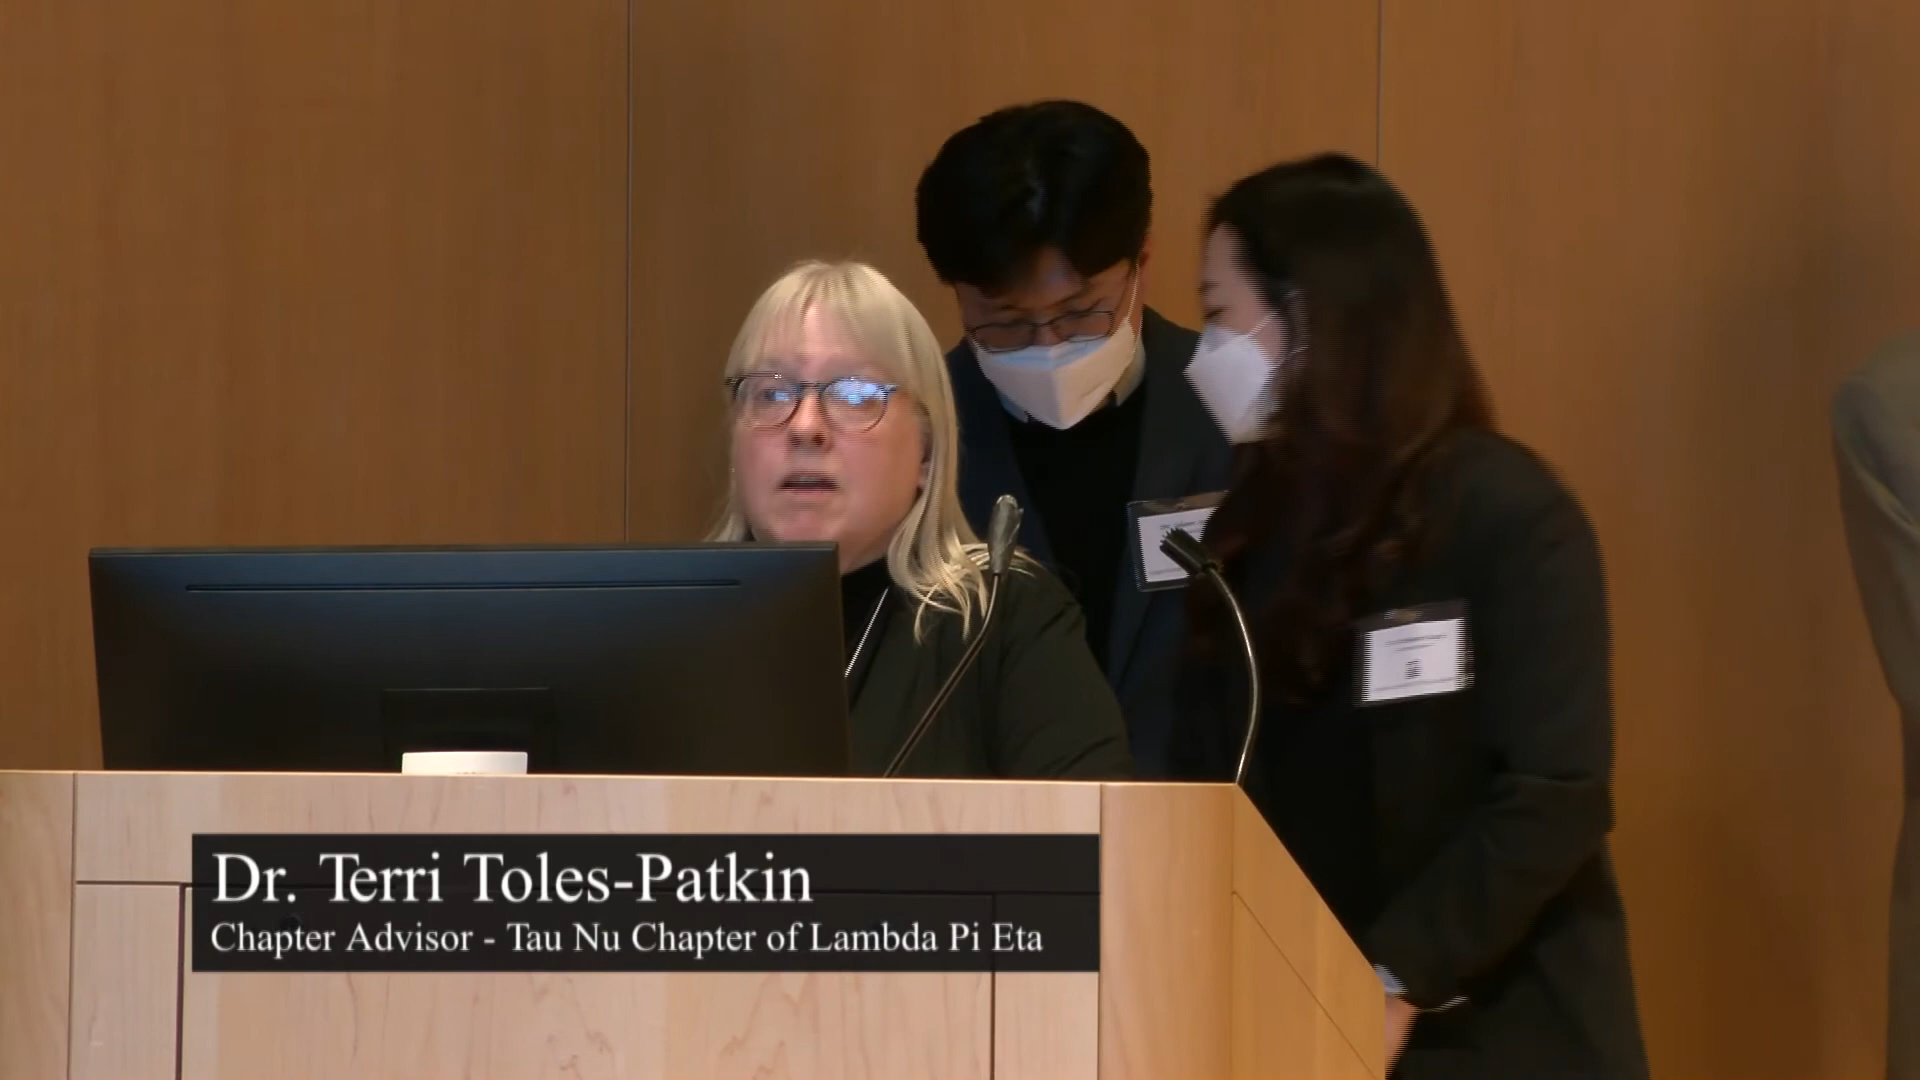 Dr. Terri Toles-Patkin
Chapter Advisor - Tau Nu Chapter of Lambda Pi Eta